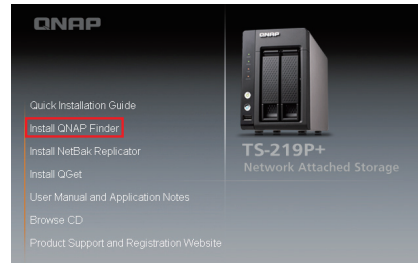 QNAP
Quick Installation Guide
Install QNAP Finder
Install NetBak Replicator
Install QGet
User Manual and Application Notes
Browse CD
Product Support and Registration Website
QNAP
TS-219P+
Network Attached Storage